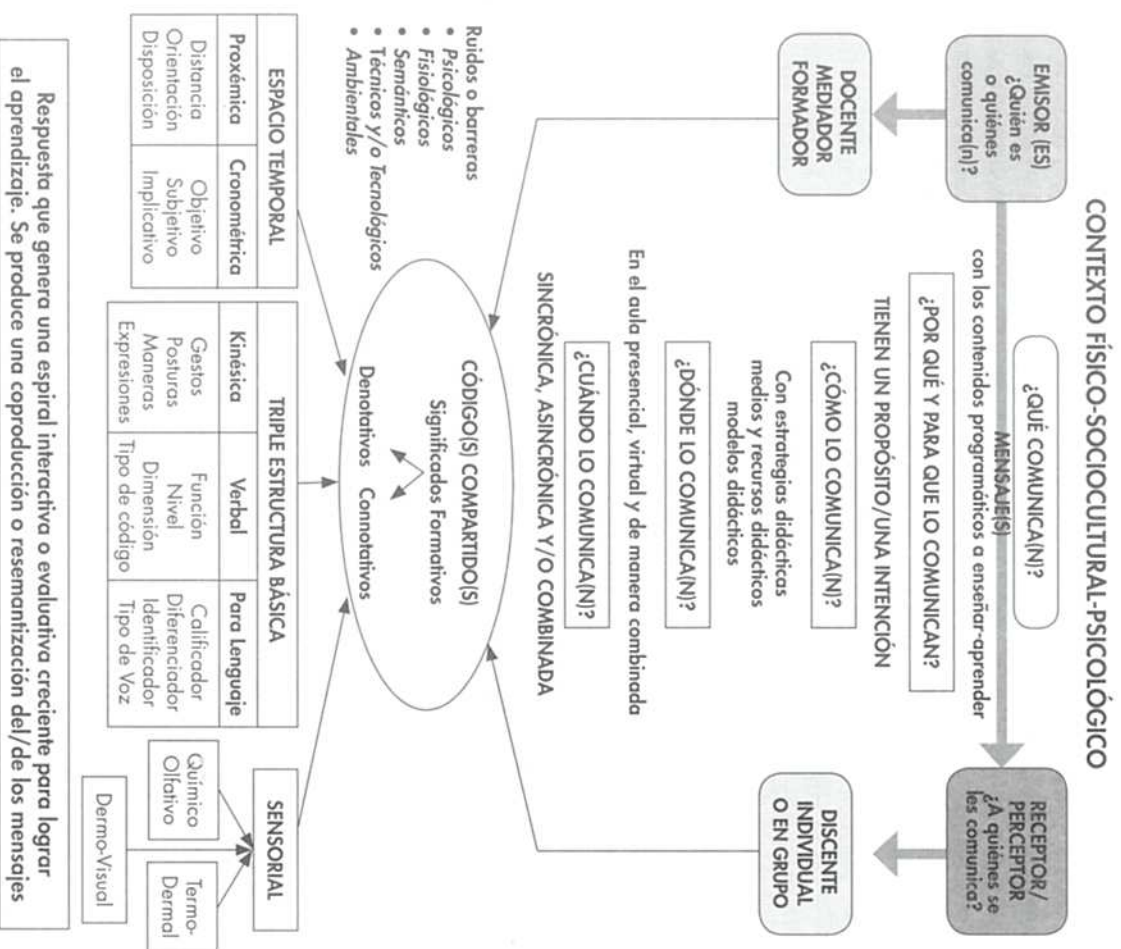 CONTEXTO FÍSICO-SOCIOCULTURAL-PSICOLÓGICO
EMISOR (ES)
¿Quién es
o quiénes
comunica(n)?
¿QUÉ COMUNICA(N)?
MENSAJE(S)
con los contenidos programáticos a enseñar-aprender
RECEPTOR/
PERCEPTOR
¿A quiénes se
les comunica?
¿POR QUÉ Y PARA QUE LO COMUNICAN?
TIENEN UN PROPÓSITO/UNA INTENCIÓN
DOCENTE
MEDIADOR
FORMADOR
¿CÓMO LO COMUNICA(N)?
Con estrategias didácticas
medios y recursos didácticos
modelos didácticos
DISCENTE
INDIVIDUAL
O EN GRUPO
¿DÓNDE LO COMUNICA(N)?
En el aula presencial, virtual y de manera combinada
¿CUÁNDO LO COMUNICA(N)?
SINCRÓNICA, ASINCRÓNICA Y/O COMBINADA
Ruidos o barreras
• Psicológicos
• Fisiológicos
• Semánticos
• Técnicos y/o Tecnológicos
• Ambientales
CÓDIGO(S) COMPARTIDO(S)
Significados Formativos
Denotativos Connotativos
ESPACIO TEMPORAL
Proxémica
Distancia
Orientación
Disposición
Cronométrica
Objetivo
Subjetivo
Implicativo
TRIPLE ESTRUCTURA BÁSICA
Kinésica
Gestos
Posturas
Maneras
Expresiones
Verbal
Función
Nivel
Dimensión
Tipo de código
Para Lenguaje
Calificador
Diferenciador
Identificador
Tipo de Voz
SENSORIAL
Químico
Olfativo
Termo-
Dermal
Dermo-Visual
Respuesta que genera una espiral interactiva o evaluativa creciente para lograr
el aprendizaje. Se produce una coproducción o resemantización del/de los mensajes